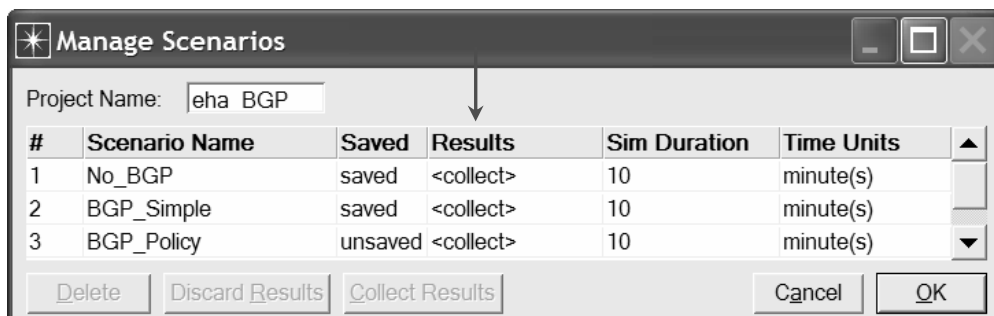 Manage Scenarios
Project Name: eha BGP
# Scenario Name Saved Results Sim Duration Time Units
1 No_BGP saved <collect> 10 minute(s)
2 BGP_Simple saved <collect> 10 minute(s)
3 BGP_Policy unsaved <collect> 10 minute(s)
Delete Discard Results Collect Results Cancel OK